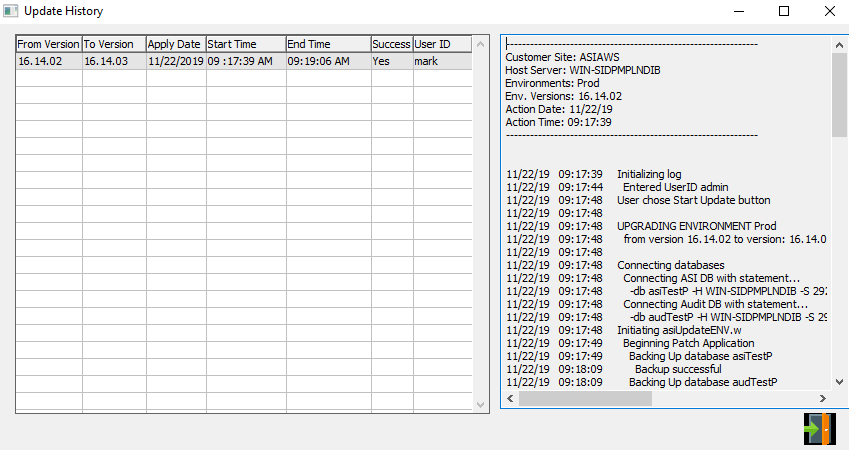 Update History
From Version To Version Apply Date Start Time End Time Success User ID
16.14.02 16.14.03 11/22/2019 09 :17:39 AM 09:19:06 AM Yes mark
Customer Site: ASIAWS
Host Server: WIN-SIDPMPLNDIB
Environments: Prod
Env. Versions: 16.14.02
Action Date: 11/22/19
Action Time: 09:17:39
11/22/19 09:17:39 Initializing log
11/22/19 09:17:44 Entered UserID admin
11/22/19 09:17:48 User chose Start Update button
11/22/19 09:17:48
11/22/19 09:17:48 UPGRADING ENVIRONMENT Prod
11/22/19 09:17:48 from version 16.14.02 to version: 16.14.0
11/22/19 09:17:48
11/22/19 09:17:48 Connecting databases
11/22/19 09:17:48 Connecting ASI DB with statement...
11/22/19 09:17:48 -db asiTestP -H WIN-SIDPMPLNDIB -S 292
11/22/19 09:17:48 Connecting Audit DB with statement...
11/22/19 09:17:48 -db audTestP -H WIN-SIDPMPLNDIB -S 29
11/22/19 09:17:48 Initiating asiUpdateENV.w
11/22/19 09:17:49 Beginning Patch Application
11/22/19 09:17:49 Backing Up database asiTestP
11/22/19 09:18:09 Backup successful
11/22/19 09:18:09 Backing Up database audTestP